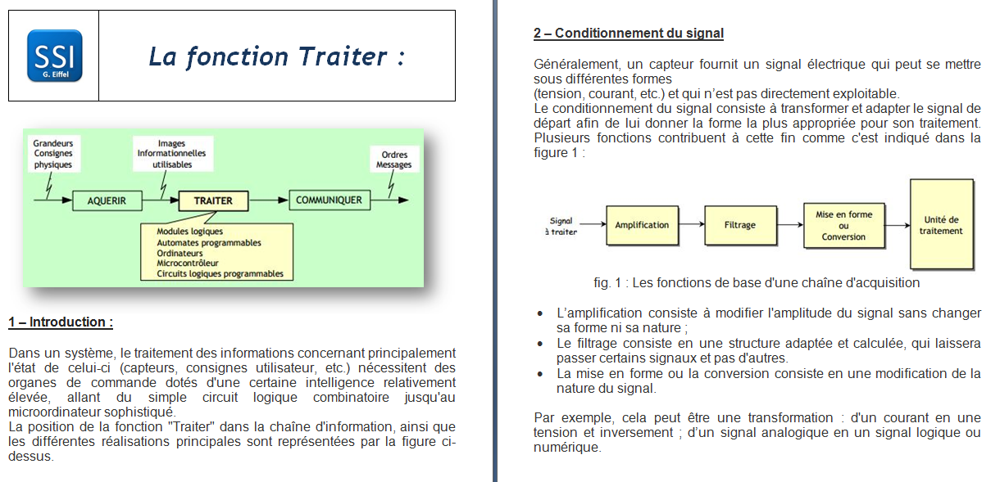 SSI
G. Eiffel
La fonction Traiter :
Grandeurs
Consignes
physiques
Images
Informationnelles
utilisables
Ordres
Messages
AQUERIR
TRAITER
COMMUNIQUER
Modules logiques
Automates programmables
Ordinateurs
Microcontrôleur
Circuits logiques programmables
1 – Introduction :
Dans un système, le traitement des informations concernant principalement
l'état de celui-ci (capteurs, consignes utilisateur, etc.) nécessitent des
organes de commande dotés d'une certaine intelligence relativement
élevée, allant du simple circuit logique combinatoire jusqu'au
microordinateur sophistiqué.
La position de la fonction "Traiter" dans la chaîne d'information, ainsi que
les différentes réalisations principales sont représentées par la figure ci-
dessus.
2 – Conditionnement du signal
Généralement, un capteur fournit un signal électrique qui peut se mettre
sous différentes formes
(tension, courant, etc.) et qui n’est pas directement exploitable.
Le conditionnement du signal consiste à transformer et adapter le signal de
départ afin de lui donner la forme la plus appropriée pour son traitement.
Plusieurs fonctions contribuent à cette fin comme c'est indiqué dans la
figure 1 :
Signal
à traiter
Amplification
Filtrage
Mise en forme
ou
Conversion
Unité de
traitement
fig. 1 : Les fonctions de base d'une chaîne d'acquisition
• L’amplification consiste à modifier l'amplitude du signal sans changer
sa forme ni sa nature ;
• Le filtrage consiste en une structure adaptée et calculée, qui laissera
passer certains signaux et pas d'autres.
• La mise en forme ou la conversion consiste en une modification de la
nature du signal.
Par exemple, cela peut être une transformation : d'un courant en une
tension et inversement ; d’un signal analogique en un signal logique ou
numérique.